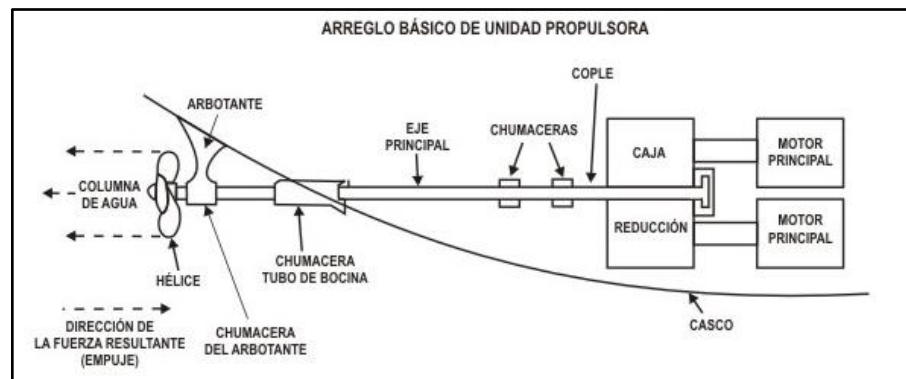 ARREGLO BÁSICO DE UNIDAD PROPULSORA
COPLE
ARBOTANTE
EJE
PRINCIPAL
CHUMACERAS
CAJA
MOTOR
PRINCIPAL
COLUMNA
DE AGUA
REDUCCIÓN
MOTOR
PRINCIPAL
HÉLICE
CHUMACERA
TUBO DE BOCINA
DIRECCIÓN DE
LA FUERZA RESULTANTE
(EMPUJE)
CHUMACERA
DEL ARBOTANTE
CASCO